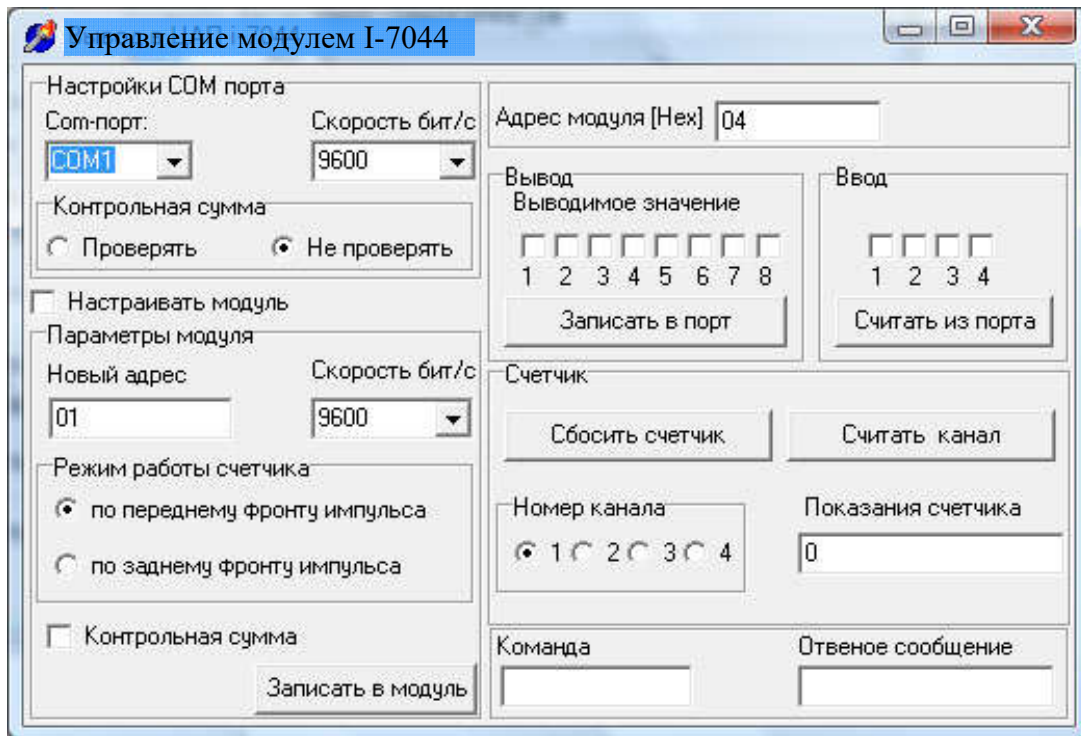 Управление модулем I-7044
Настройки COM порта
Com-порт:
Скорость бит/с
COM1
9600
Контрольная сумма
Проверять
Не проверять
Настраивать модуль
Параметры модуля
Новый адрес
Скорость бит/с
01
9600
Режим работы счетчика
по переднему фронту импульса
по заднему фронту импульса
Контрольная сумма
Записать в модуль
Адрес модуля [Hex]
04
Вывод
Выводимое значение
1 2 3 4 5 6 7 8
Записать в порт
Ввод
1 2 3 4
Считать из порта
Счетчик
Сбосить счетчик
Считать канал
Номер канала
1 2 3 4
Показания счетчика
0
Команда
Отвеное сообщение